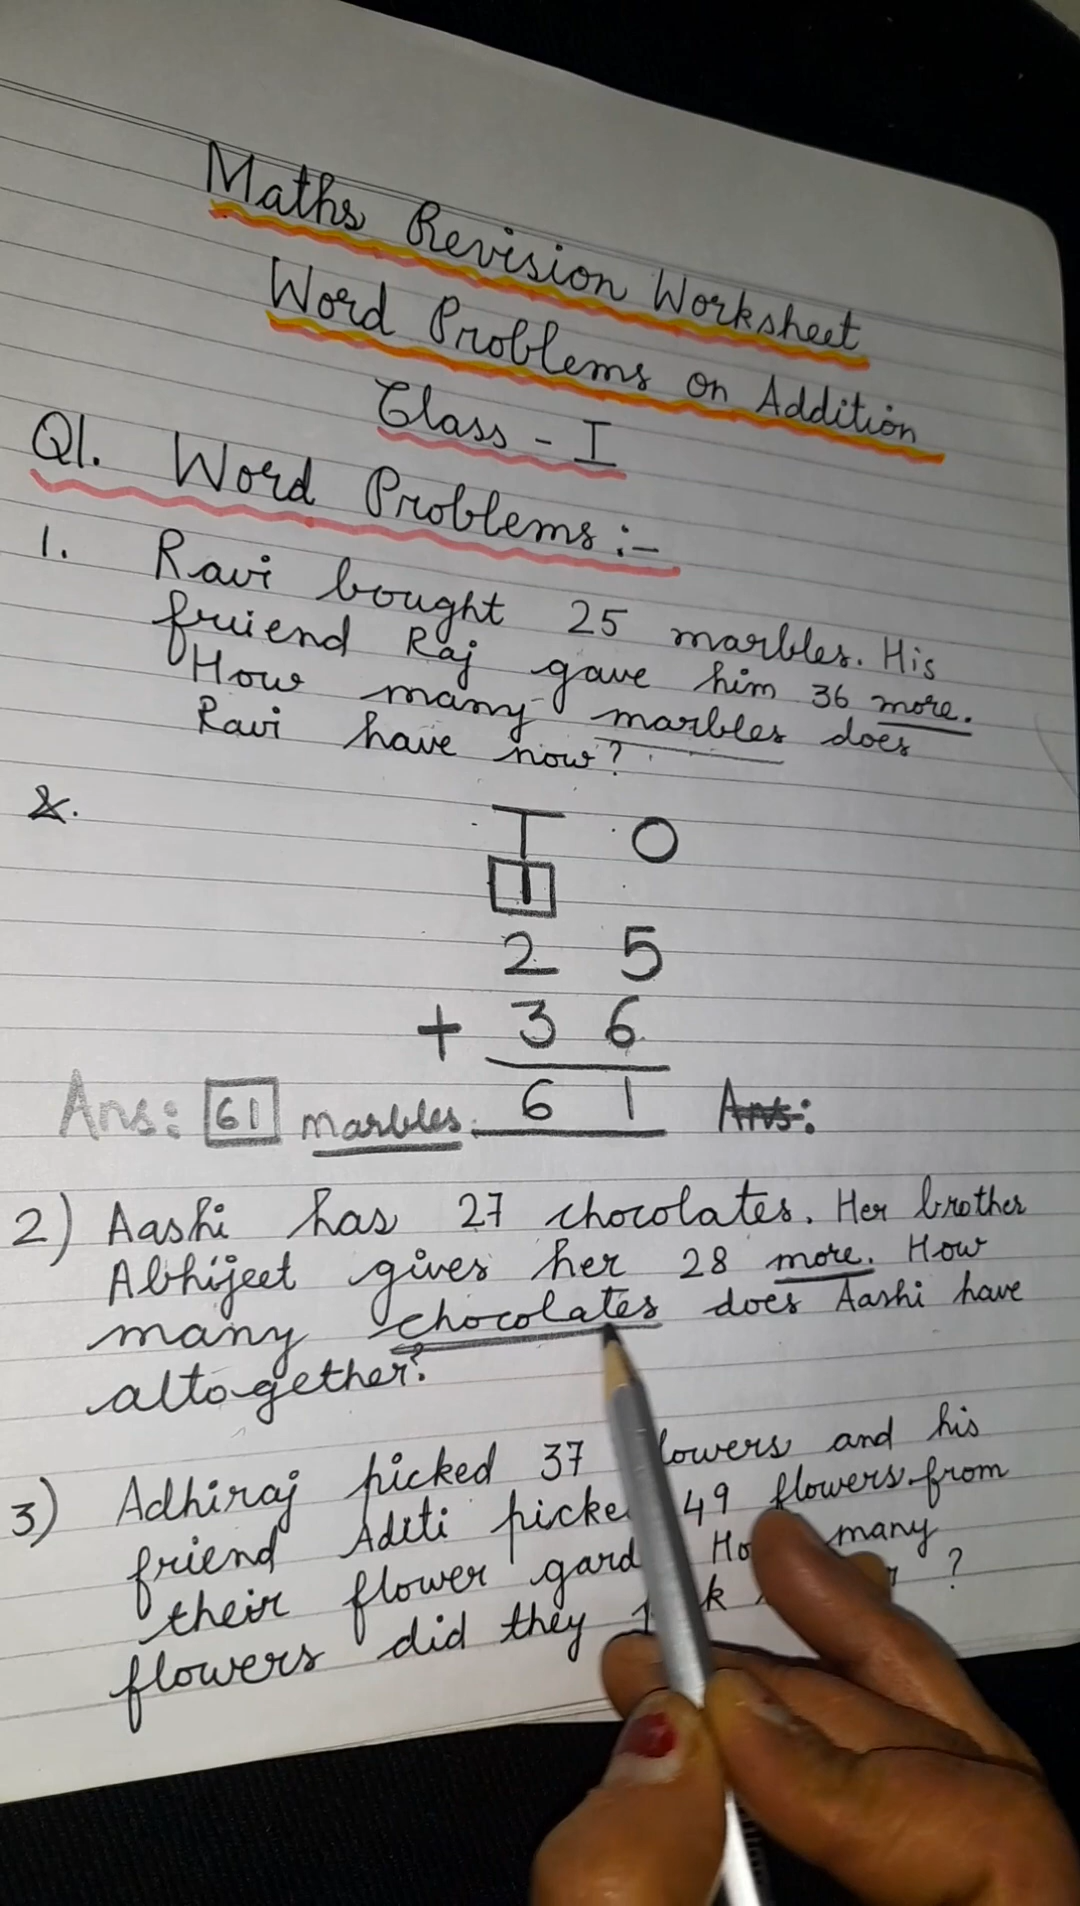 Maths Revision Worksheet
Word Problems on Addition
Class - I
Q1. Word Problems :-
1. Ravi bought 25 marbles. His
friend Raj gave him 36 more.
How many marbles does
Ravi have now?
T O
1
2 5
+ 3 6
6 1
Ans: 61 marbles. Ans:
2) Aashi has 27 chocolates. Her brother
Abhijeet gives her 28 more. How
many chocolates does Aashi have
altogether?
3) Adhiraj picked 37 lowers and his
friend Aditi picke 49 flowers from
their flower gard many
flowers did they ?